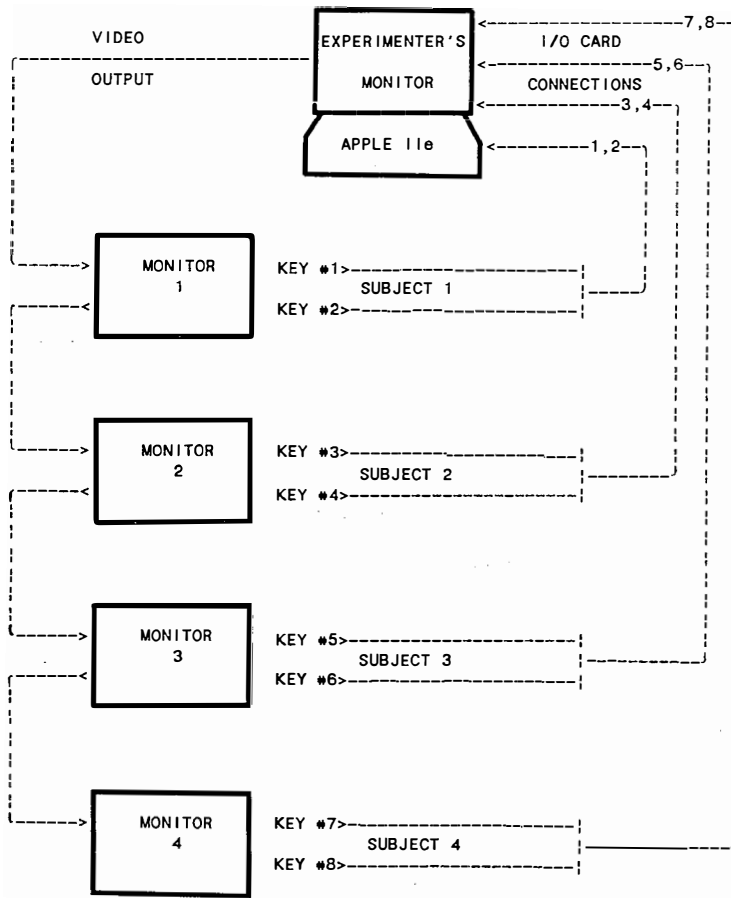 7,8
VIDEO EXPERIMENTER'S I/O CARD
5,6
OUTPUT MONITOR CONNECTIONS
3,4
APPLE IIe 1,2
MONITOR KEY #1>
1 SUBJECT 1
KEY #2>
MONITOR KEY #3>
2 SUBJECT 2
KEY #4>
MONITOR KEY #5>
3 SUBJECT 3
KEY #6>
MONITOR KEY #7>
4 SUBJECT 4
KEY #8>